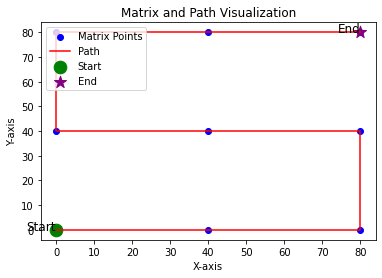 Matrix and Path Visualization
End
Matrix Points
Path
Start
End
80
70
60
50
40
30
20
10
0
Y-axis
Start
0 10 20 30 40 50 60 70 80
X-axis